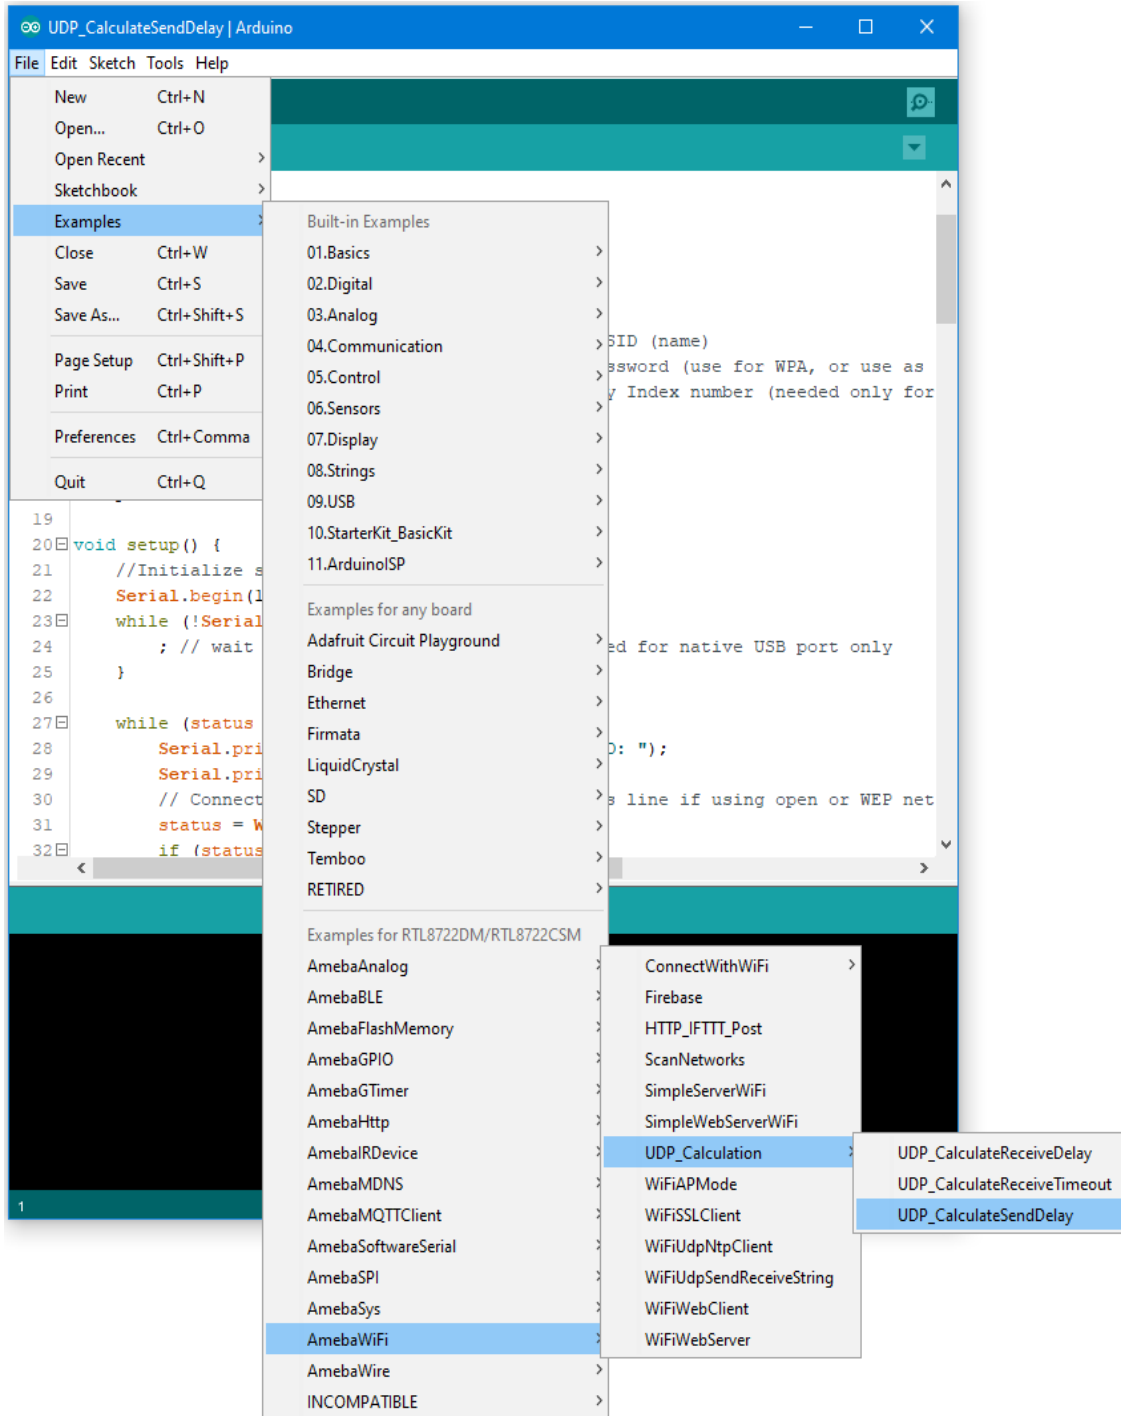 UDP_CalculateSendDelay | Arduino
File Edit Sketch Tools Help
New Ctrl+N
Open... Ctrl+O
Open Recent
Sketchbook
Examples
Close Ctrl+W
Save Ctrl+S
Save As... Ctrl+Shift+S
Page Setup Ctrl+Shift+P
Print Ctrl+P
Preferences Ctrl+Comma
Quit Ctrl+Q
Built-in Examples
01.Basics
02.Digital
03.Analog
04.Communication
05.Control
06.Sensors
07.Display
08.Strings
09.USB
10.StarterKit_BasicKit
11.ArduinoISP
Examples for any board
Adafruit Circuit Playground
Bridge
Ethernet
Firmata
LiquidCrystal
SD
Stepper
Temboo
RETIRED
Examples for RTL8722DM/RTL8722CSM
AmebaAnalog
AmebaBLE
AmebaFlashMemory
AmebaGPIO
AmebaGTimer
AmebaHttp
AmebaIRDevice
AmebaMDNS
AmebaMQTTClient
AmebaSoftwareSerial
AmebaSPI
AmebaSys
AmebaWiFi
AmebaWire
INCOMPATIBLE
ConnectWithWiFi
Firebase
HTTP_IFTTT_Post
ScanNetworks
SimpleServerWiFi
SimpleWebServerWiFi
UDP_Calculation
WiFiAPMode
WiFiSSLClient
WiFiUdpNtpClient
WiFiUdpSendReceiveString
WiFiWebClient
WiFiWebServer
UDP_CalculateReceiveDelay
UDP_CalculateReceiveTimeout
UDP_CalculateSendDelay
SID (name)
ssword (use for WPA, or use as
y Index number (needed only for
19
20 void setup() {
21 //Initialize s
22 Serial.begin(1
23 while (!Serial
24 ; // wait ed for native USB port only
25 }
26
27 while (status
28 Serial.pri D: ");
29 Serial.pri
30 // Connect s line if using open or WEP net
31 status = W
32 if (status
1